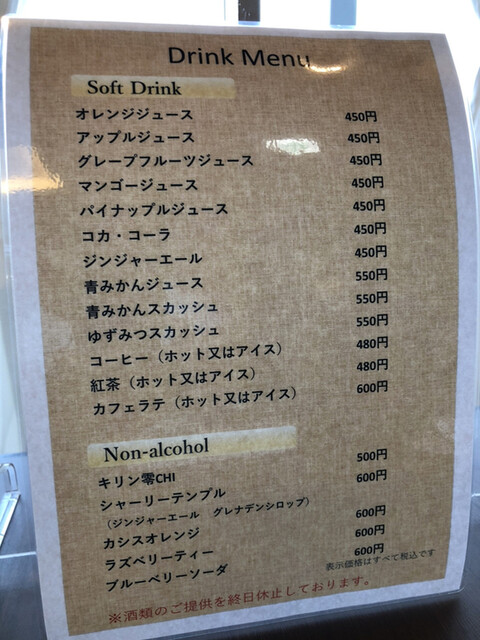 Drink Menu
Soft Drink
オレンジジュース 450円
アップルジュース 450円
グレープフルーツジュース 450円
マンゴージュース 450円
パイナップルジュース 450円
コカ・コーラ 450円
ジンジャーエール 450円
青みかんジュース 550円
青みかんスカッシュ 550円
ゆずみつスカッシュ 550円
コーヒー（ホット又はアイス） 480円
紅茶（ホット又はアイス） 480円
カフェラテ（ホット又はアイス） 600円
Non-alcohol
キリン零CHI 500円
シャーリーテンプル 600円
（ジンジャーエール グレナデンシロップ）
カシスオレンジ 600円
ラズベリーティー 600円
ブルーベリーソーダ 600円
表示価格はすべて税込です
※酒類のご提供を終日休止しております。